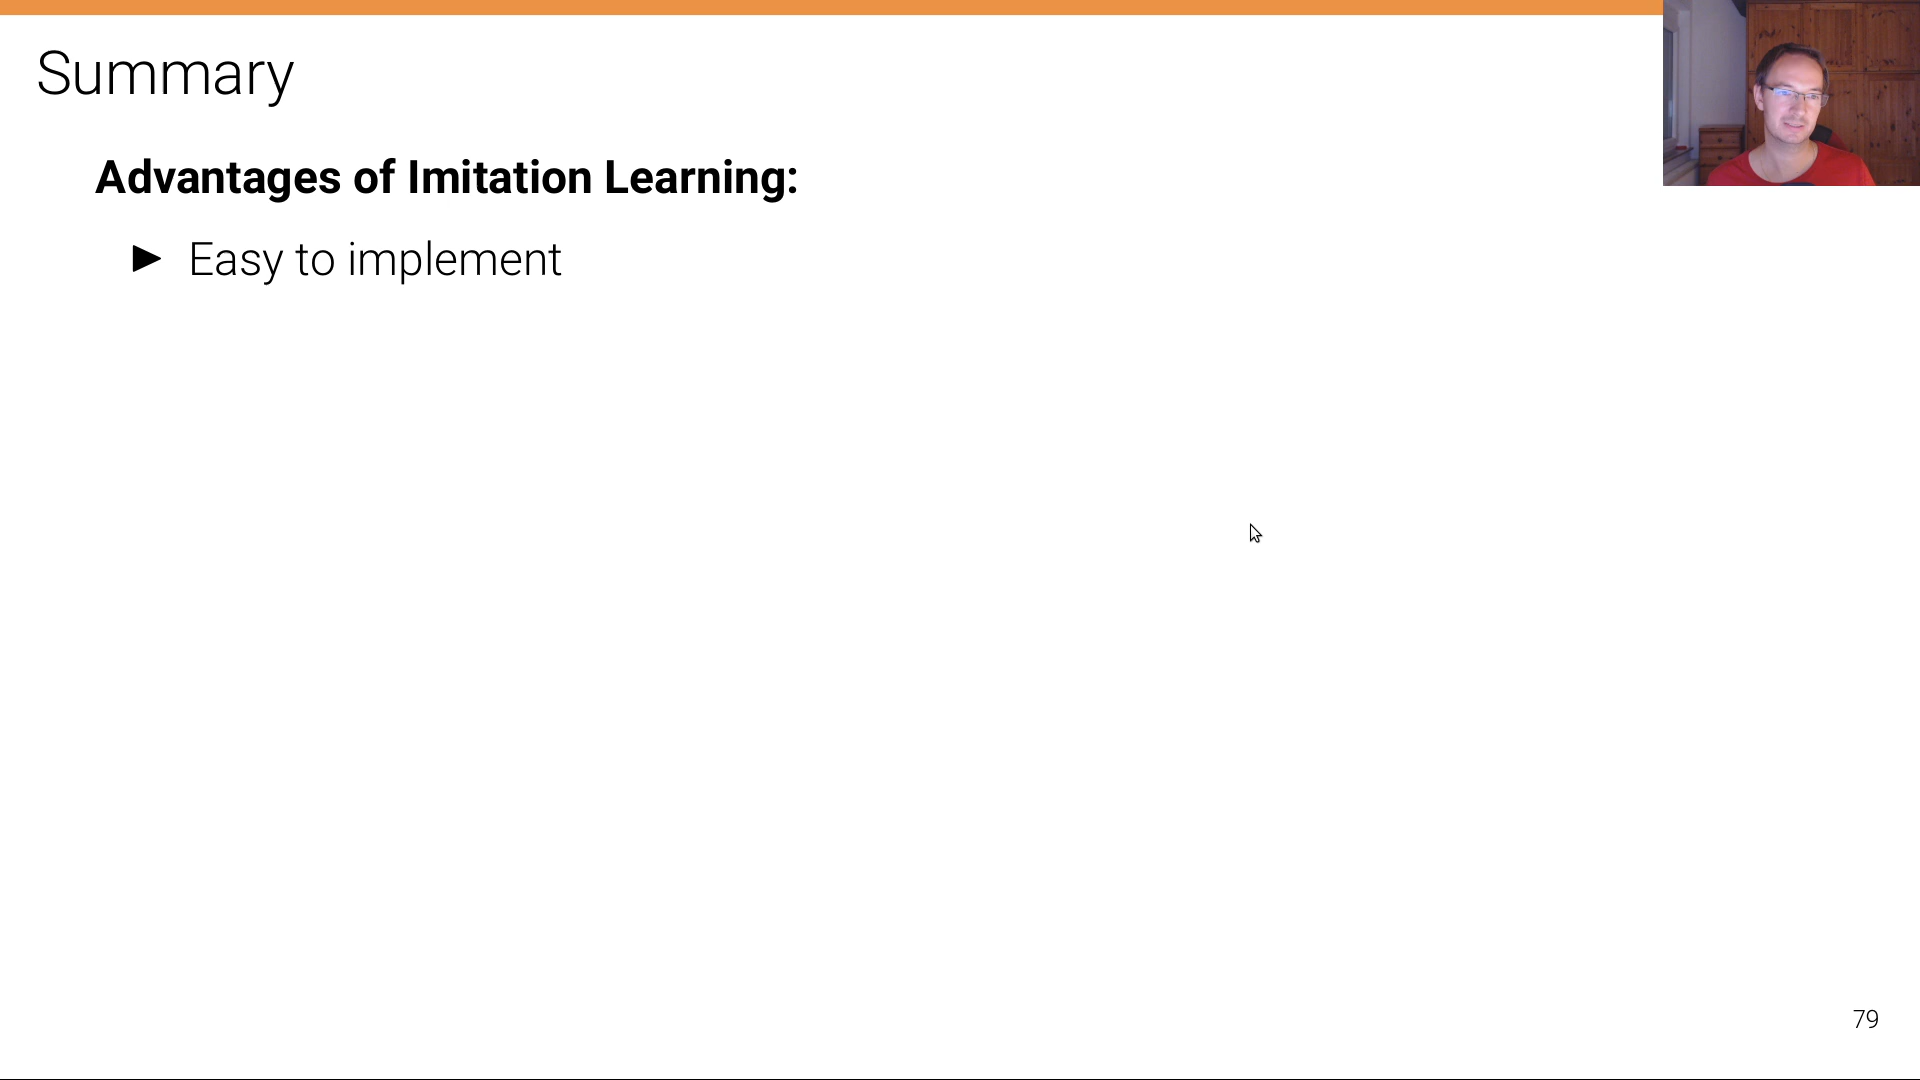 Summary
Advantages of Imitation Learning:
► Easy to implement
79